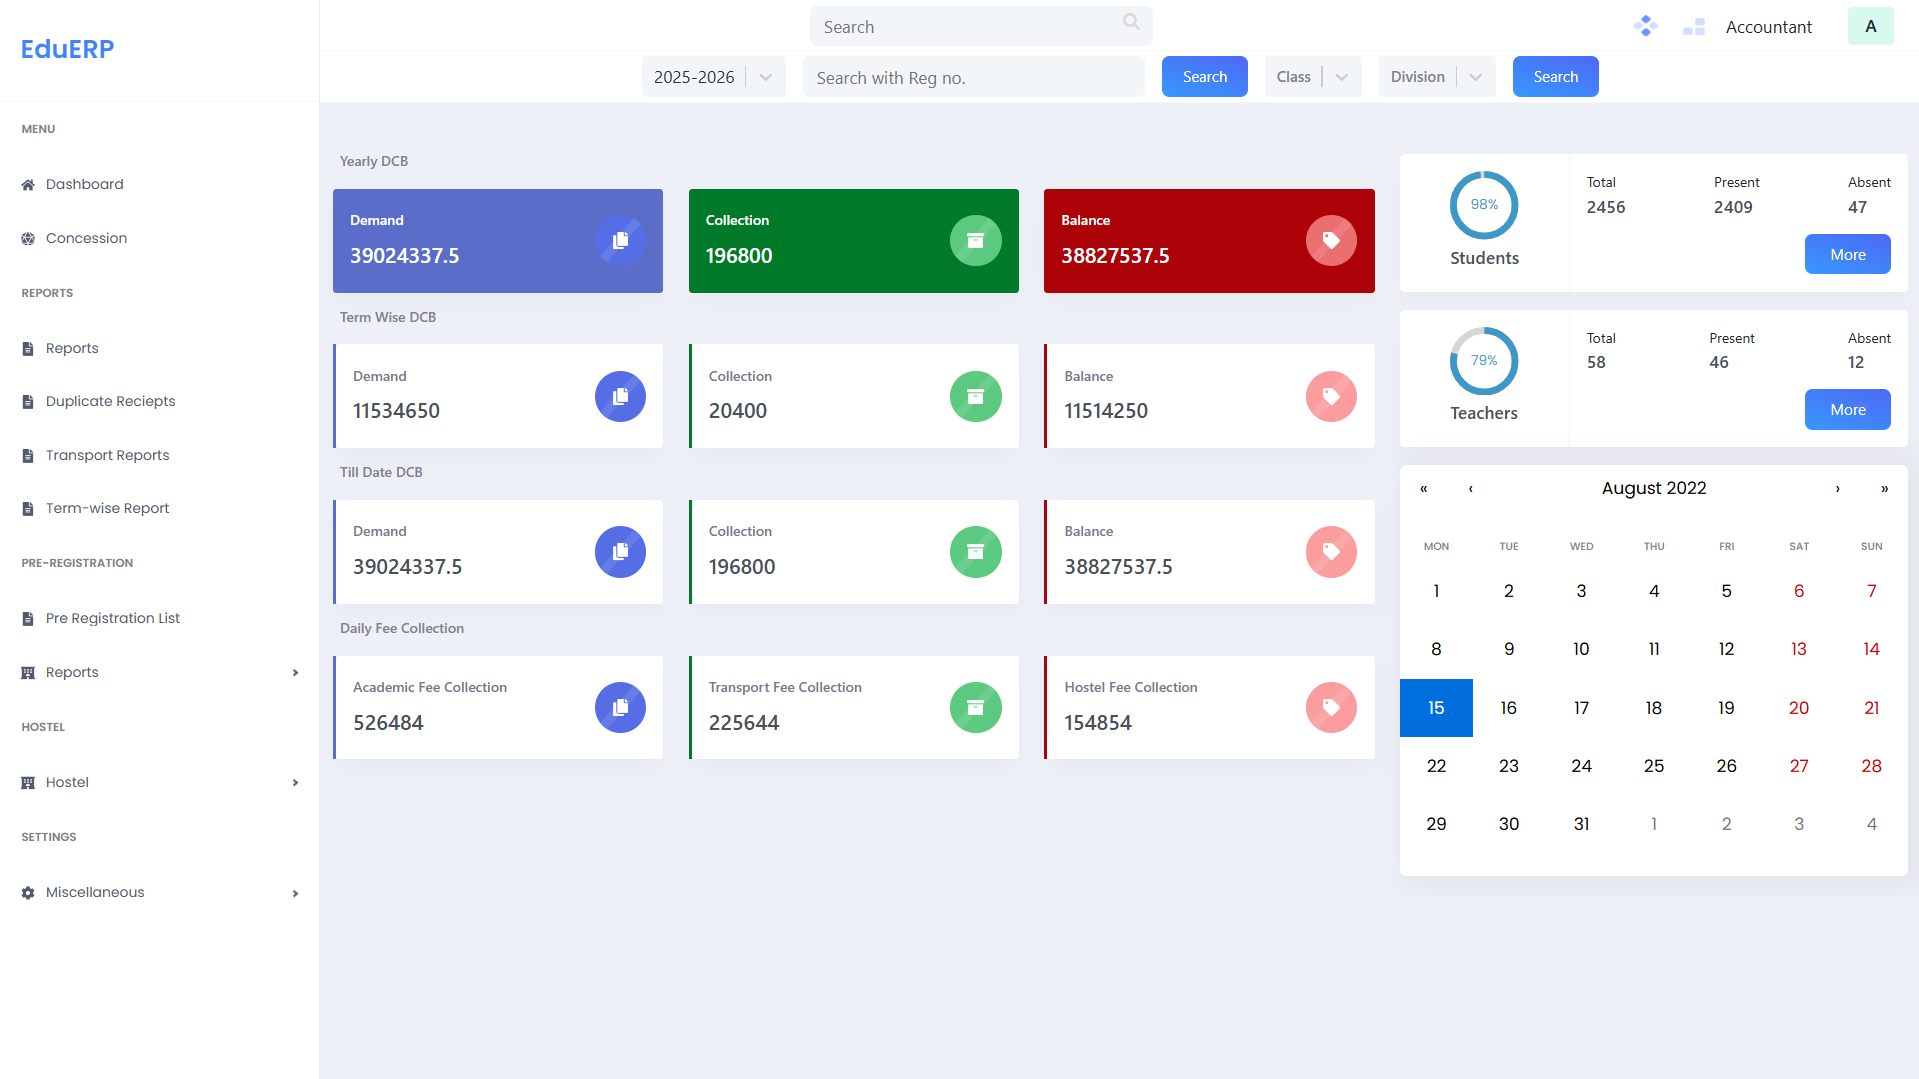 EduERP
MENU
Dashboard
Concession
REPORTS
Reports
Duplicate Reciepts
Transport Reports
Term-wise Report
PRE-REGISTRATION
Pre Registration List
Reports
HOSTEL
Hostel
SETTINGS
Miscellaneous
Search
Accountant A
2025-2026 Search with Reg no. Search Class Division Search
Yearly DCB
Demand
39024337.5
Collection
196800
Balance
38827537.5
Term Wise DCB
Demand
11534650
Collection
20400
Balance
11514250
Till Date DCB
Demand
39024337.5
Collection
196800
Balance
38827537.5
Daily Fee Collection
Academic Fee Collection
526484
Transport Fee Collection
225644
Hostel Fee Collection
154854
98%
Students
Total Present Absent
2456 2409 47
More
79%
Teachers
Total Present Absent
58 46 12
More
« ‹ August 2022 › »
MON TUE WED THU FRI SAT SUN
1 2 3 4 5 6 7
8 9 10 11 12 13 14
15 16 17 18 19 20 21
22 23 24 25 26 27 28
29 30 31 1 2 3 4